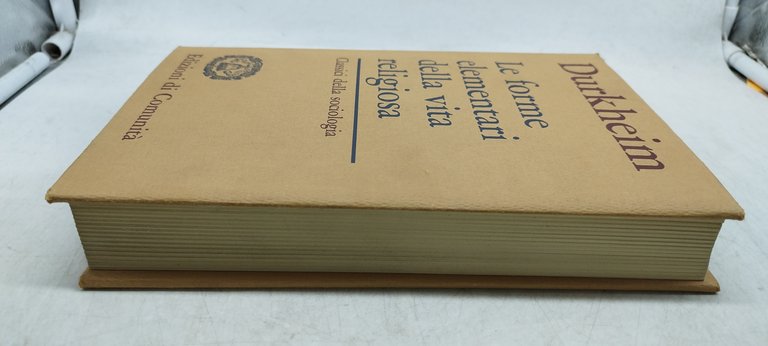 Durkheim
Le forme
elementari
della vita
religiosa
Classici della sociologia
Edizioni di Comunità